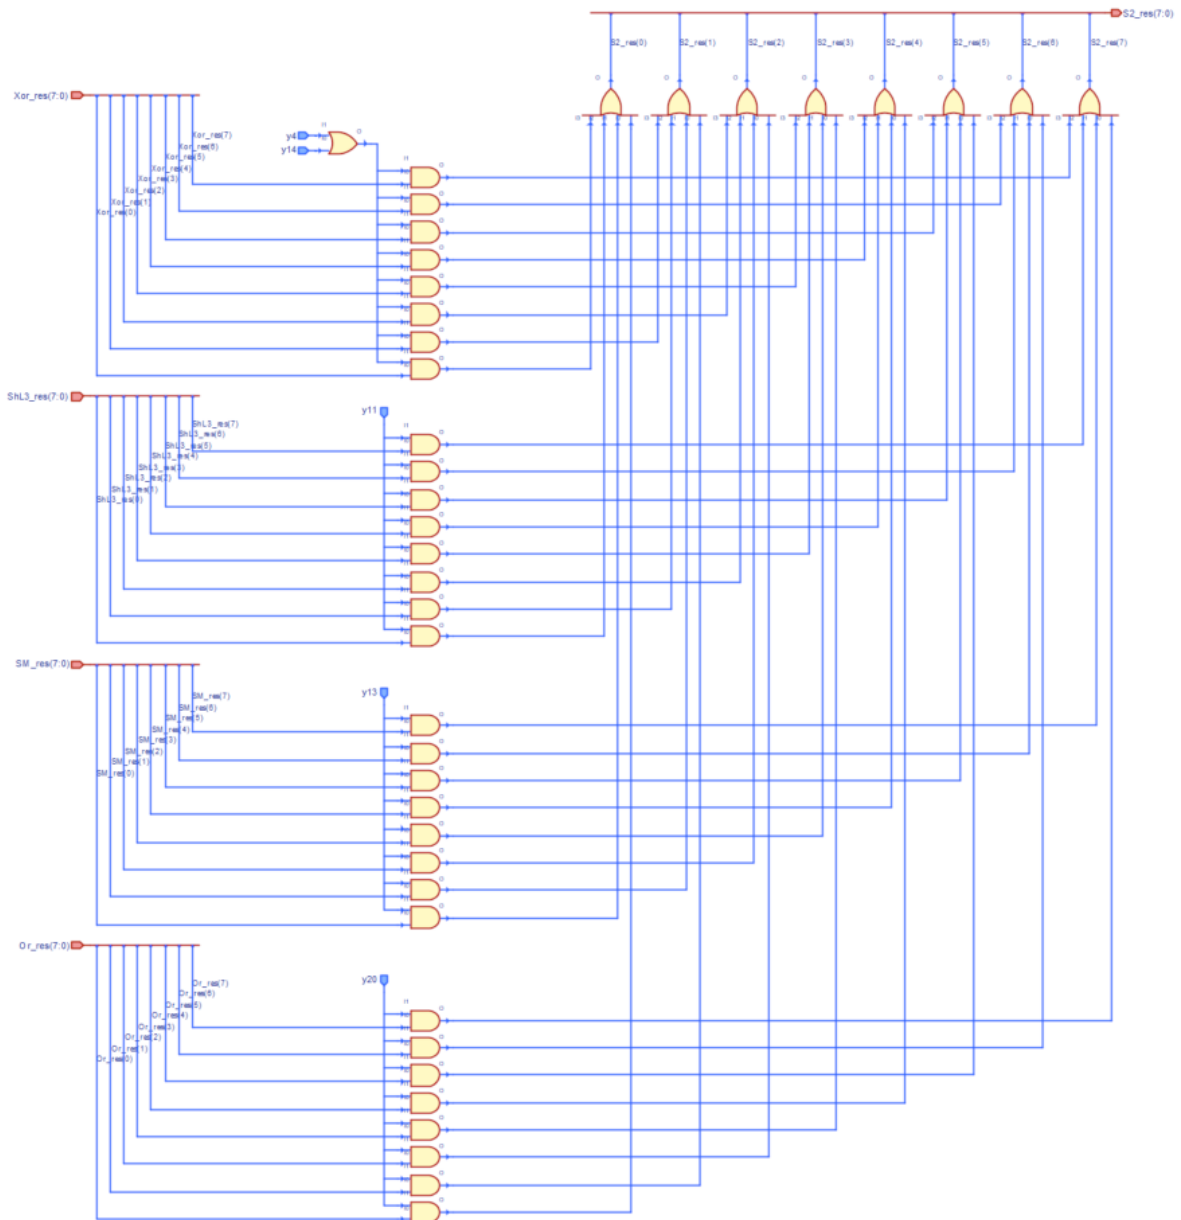 S2_res(7:0)
S2_res(0) S2_res(1) S2_res(2) S2_res(3) S2_res(4) S2_res(5) S2_res(6) S2_res(7)
Xor_res(7:0)
Xor_res(7)
Xor_res(6)
Xor_res(5)
Xor_res(4)
Xor_res(3)
Xor_res(2)
Xor_res(1)
Xor_res(0)
y4
y14
ShL3_res(7:0)
ShL3_res(7)
ShL3_res(6)
ShL3_res(5)
ShL3_res(4)
ShL3_res(3)
ShL3_res(2)
ShL3_res(1)
ShL3_res(0)
y11
SM_res(7:0)
SM_res(7)
SM_res(6)
SM_res(5)
SM_res(4)
SM_res(3)
SM_res(2)
SM_res(1)
SM_res(0)
y13
Or_res(7:0)
Or_res(7)
Or_res(6)
Or_res(5)
Or_res(4)
Or_res(3)
Or_res(2)
Or_res(1)
Or_res(0)
y20